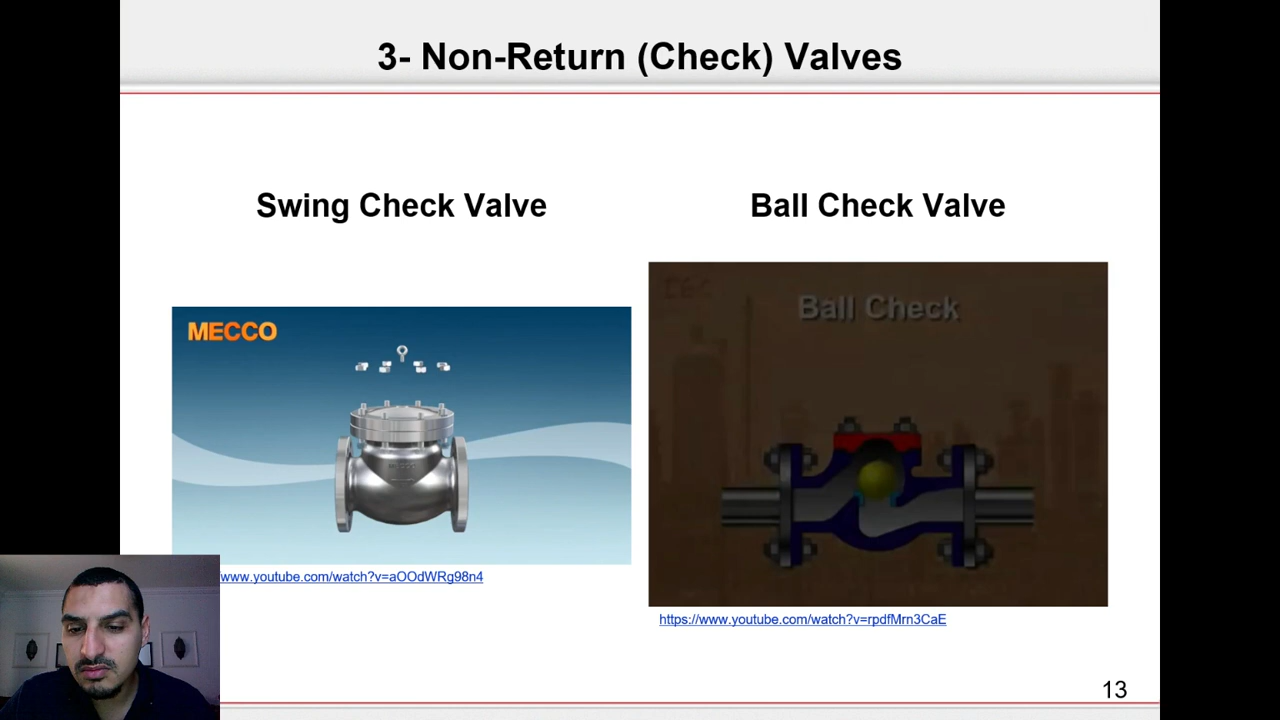 3- Non-Return (Check) Valves
Swing Check Valve
Ball Check Valve
MECCO
Ball Check
www.youtube.com/watch?v=aOOdWRg98n4
https://www.youtube.com/watch?v=rpdfMrn3CaE
13